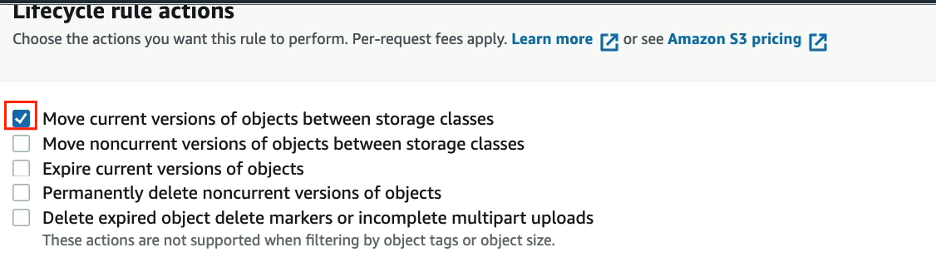 Lifecycle rule actions
Choose the actions you want this rule to perform. Per-request fees apply. Learn more or see Amazon S3 pricing
Move current versions of objects between storage classes
Move noncurrent versions of objects between storage classes
Expire current versions of objects
Permanently delete noncurrent versions of objects
Delete expired object delete markers or incomplete multipart uploads
These actions are not supported when filtering by object tags or object size.